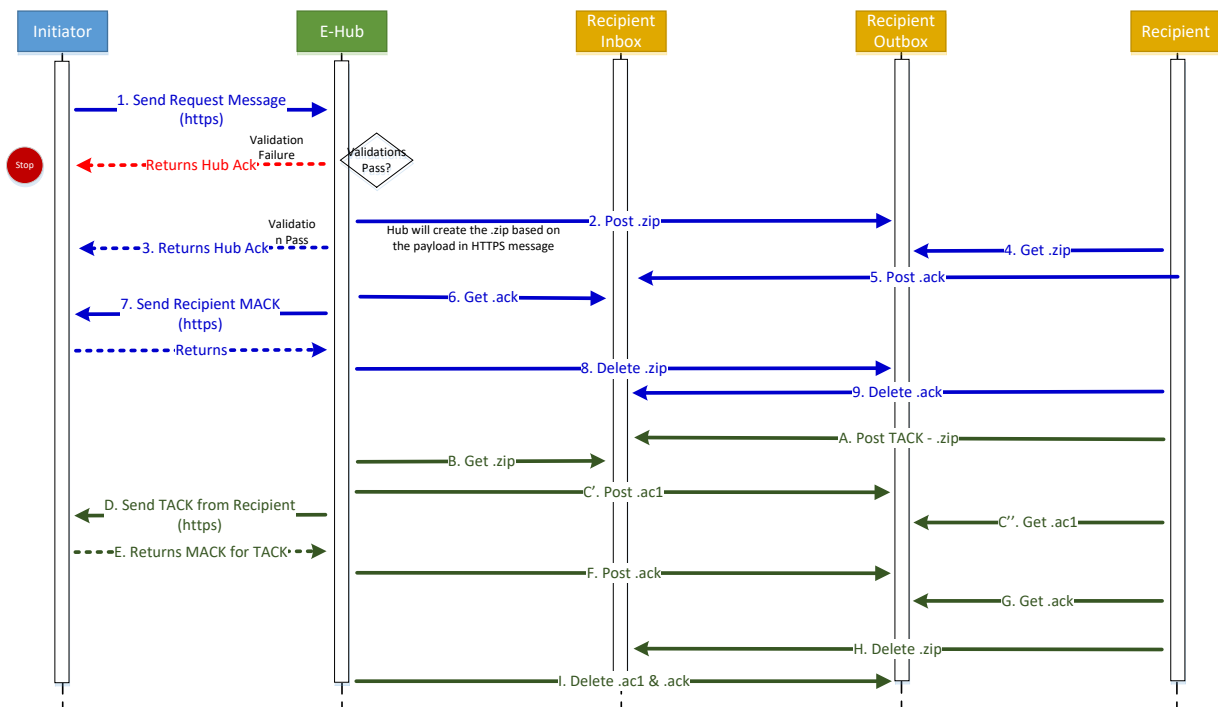 Initiator
E-Hub
Recipient
Inbox
Recipient
Outbox
Recipient
1. Send Request Message
(https)
Stop
Returns Hub Ack
Validation
Failure
Validations
Pass?
2. Post .zip
Hub will create the .zip based on
the payload in HTTPS message
Validatio
n Pass
3. Returns Hub Ack
4. Get .zip
5. Post .ack
6. Get .ack
7. Send Recipient MACK
(https)
Returns
8. Delete .zip
9. Delete .ack
A. Post TACK - .zip
B. Get .zip
C’. Post .ac1
D. Send TACK from Recipient
(https)
C’’. Get .ac1
E. Returns MACK for TACK
F. Post .ack
G. Get .ack
H. Delete .zip
I. Delete .ac1 & .ack